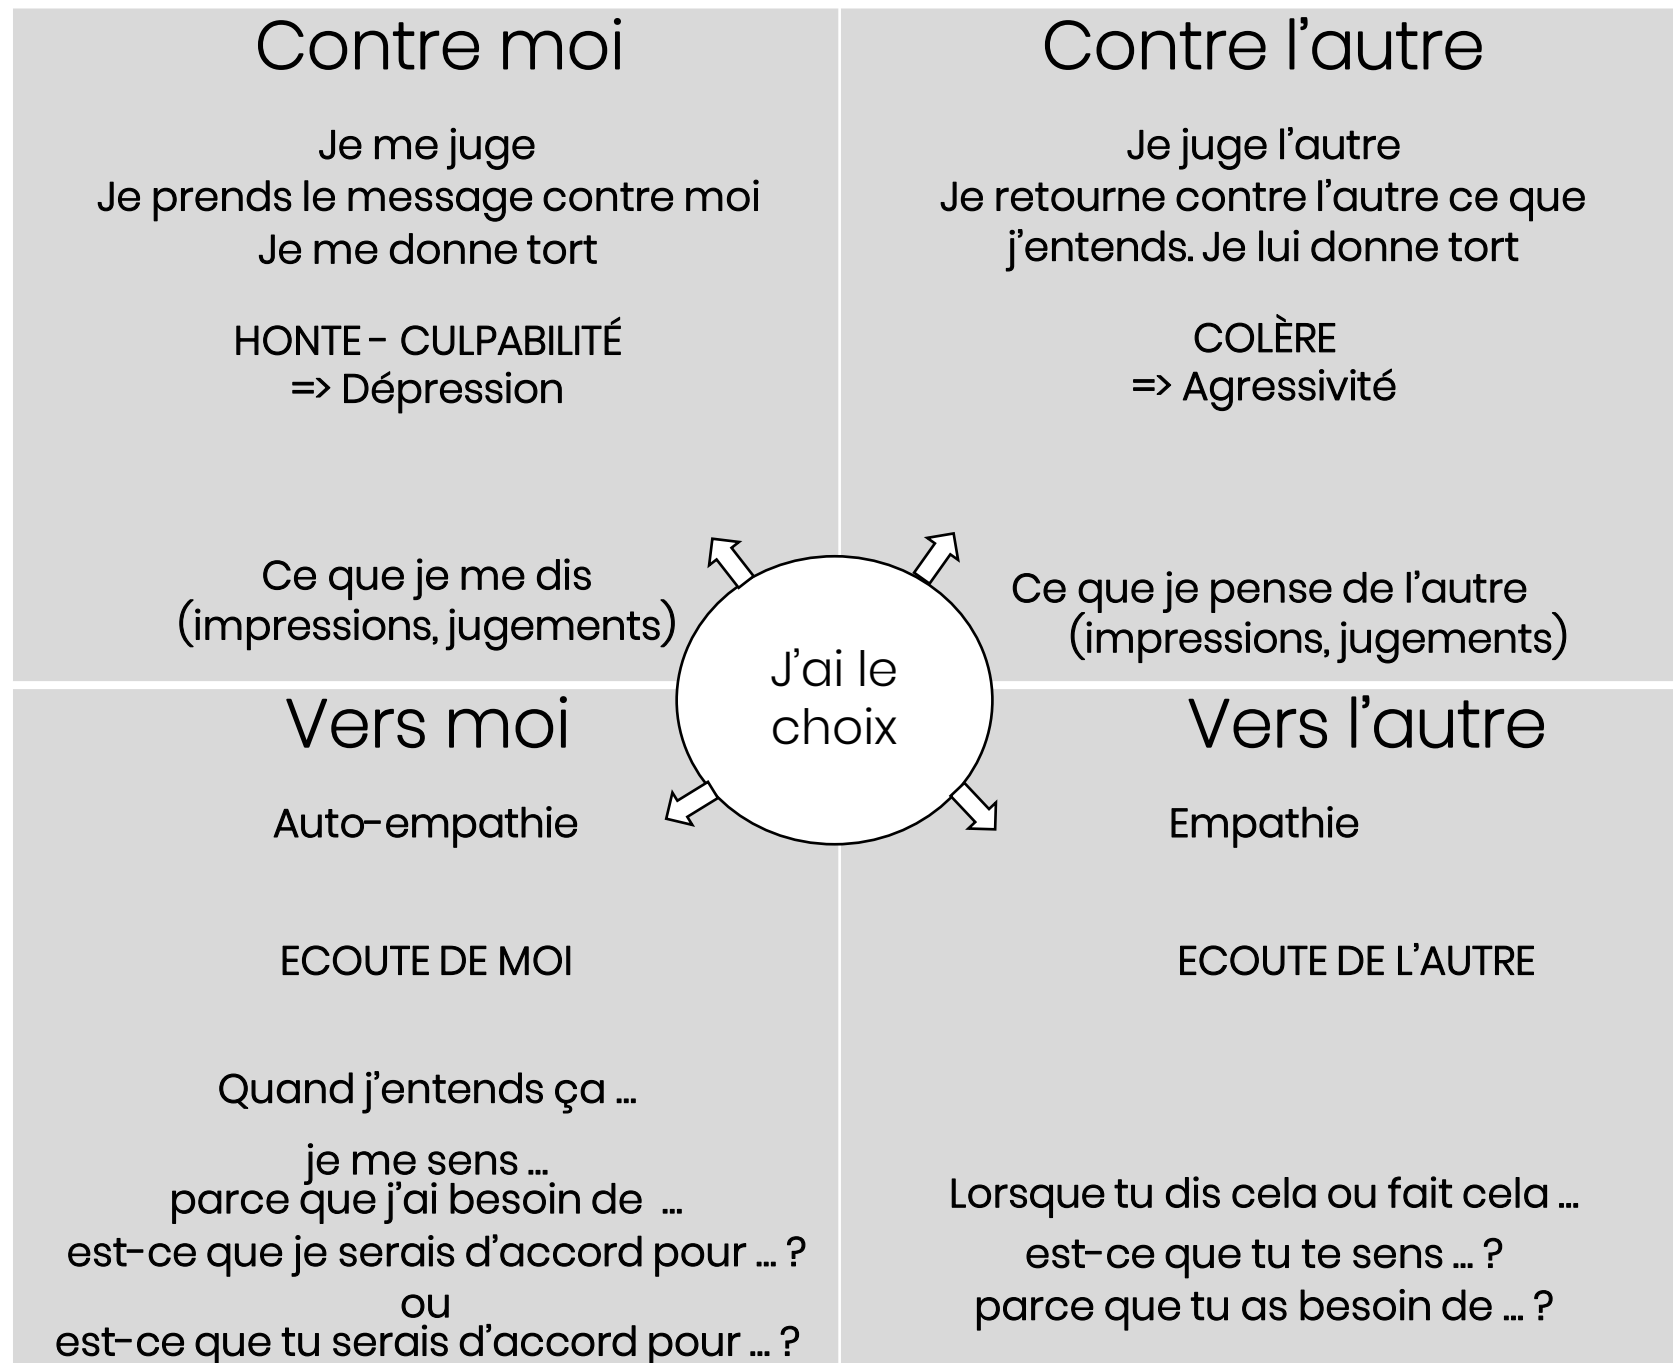 Contre moi
Je me juge
Je prends le message contre moi
Je me donne tort
HONTE - CULPABILITÉ
=> Dépression
Ce que je me dis
(impressions, jugements)
Contre l'autre
Je juge l'autre
Je retourne contre l'autre ce que
j'entends. Je lui donne tort
COLÈRE
=> Agressivité
Ce que je pense de l'autre
(impressions, jugements)
J'ai le
choix
Vers moi
Auto-empathie
ECOUTE DE MOI
Quand j'entends ça ...
je me sens ...
parce que j'ai besoin de ...
est-ce que je serais d'accord pour ... ?
ou
est-ce que tu serais d'accord pour ... ?
Vers l'autre
Empathie
ECOUTE DE L'AUTRE
Lorsque tu dis cela ou fait cela ...
est-ce que tu te sens ... ?
parce que tu as besoin de ... ?